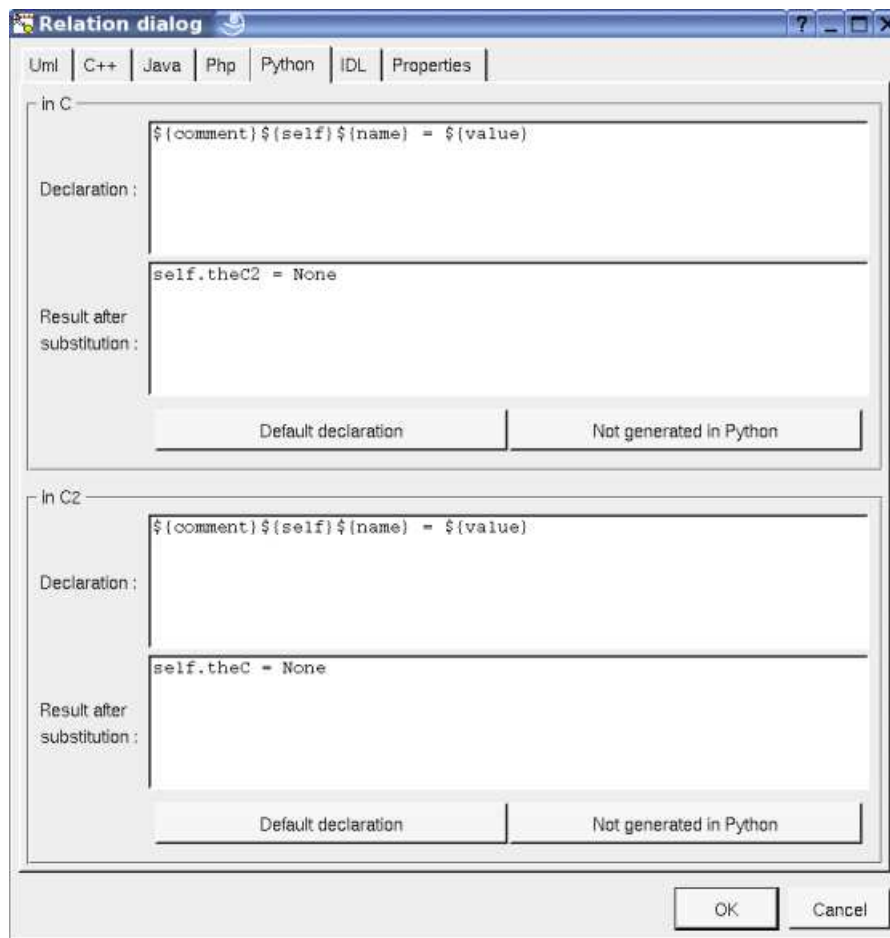 Relation dialog
Uml C++ Java Php Python IDL Properties
in C
Declaration :
${comment}${self}${name} = ${value}
Result after
substitution :
self.theC2 = None
Default declaration Not generated in Python
in C2
Declaration :
${comment}${self}${name} = ${value}
Result after
substitution :
self.theC = None
Default declaration Not generated in Python
OK Cancel